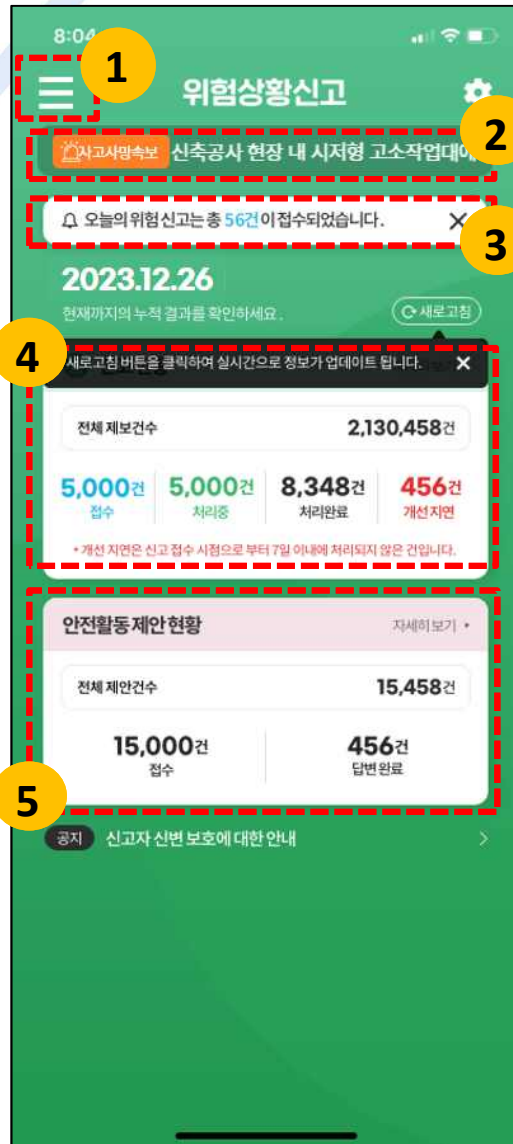 8:04
1
위험상황신고
2
사고사망속보 신축공사 현장 내 시저형 고소작업대에
오늘의 위험 신고는 총 56건이 접수되었습니다.
3
2023.12.26
현재까지의 누적 결과를 확인하세요.
새로고침
4
새로고침 버튼을 클릭하여 실시간으로 정보가 업데이트 됩니다.
전체 제보건수 2,130,458건
5,000건 5,000건 8,348건 456건
접수 처리중 처리완료 개선지연
* 개선 지연은 신고 접수 시점으로 부터 7일 이내에 처리되지 않은 건입니다.
안전활동 제안 현황 자세히보기
전체 제안건수 15,458건
15,000건 456건
접수 답변 완료
5
공지 신고자 신변 보호에 대한 안내